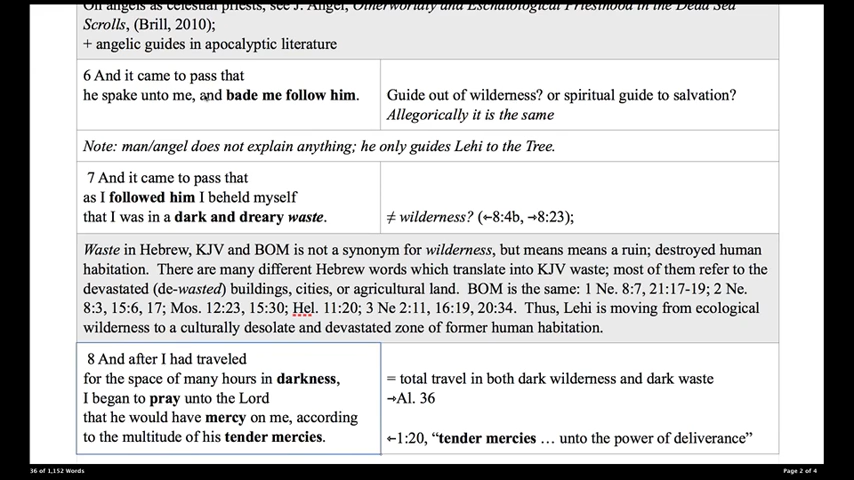 On angels as celestial priests, see J. Angel, Otherworldly and Eschatological Priesthood in the Dead Sea
Scrolls, (Brill, 2010);
+ angelic guides in apocalyptic literature
6 And it came to pass that
he spake unto me, and bade me follow him.
Guide out of wilderness? or spiritual guide to salvation?
Allegorically it is the same
Note: man/angel does not explain anything; he only guides Lehi to the Tree.
7 And it came to pass that
as I followed him I beheld myself
that I was in a dark and dreary waste.
≠ wilderness? (←8:4b, →8:23);
Waste in Hebrew, KJV and BOM is not a synonym for wilderness, but means means a ruin; destroyed human
habitation. There are many different Hebrew words which translate into KJV waste; most of them refer to the
devastated (de-wasted) buildings, cities, or agricultural land. BOM is the same: 1 Ne. 8:7, 21:17-19; 2 Ne.
8:3, 15:6, 17; Mos. 12:23, 15:30; Hel. 11:20; 3 Ne 2:11, 16:19, 20:34. Thus, Lehi is moving from ecological
wilderness to a culturally desolate and devastated zone of former human habitation.
8 And after I had traveled
for the space of many hours in darkness,
I began to pray unto the Lord
that he would have mercy on me, according
to the multitude of his tender mercies.
= total travel in both dark wilderness and dark waste
→Al. 36
←1:20, “tender mercies … unto the power of deliverance”
36 of 1,152 Words
Page 2 of 4